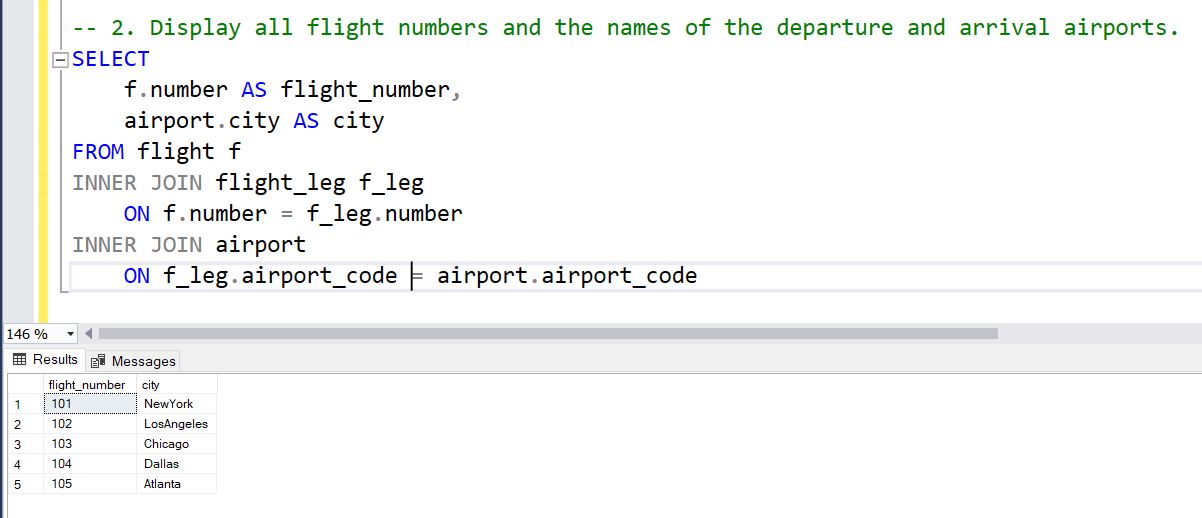 -- 2. Display all flight numbers and the names of the departure and arrival airports.
SELECT
f.number AS flight_number,
airport.city AS city
FROM flight f
INNER JOIN flight_leg f_leg
ON f.number = f_leg.number
INNER JOIN airport
ON f_leg.airport_code = airport.airport_code
146 %
Results Messages
flight_number city
1 101 NewYork
2 102 LosAngeles
3 103 Chicago
4 104 Dallas
5 105 Atlanta